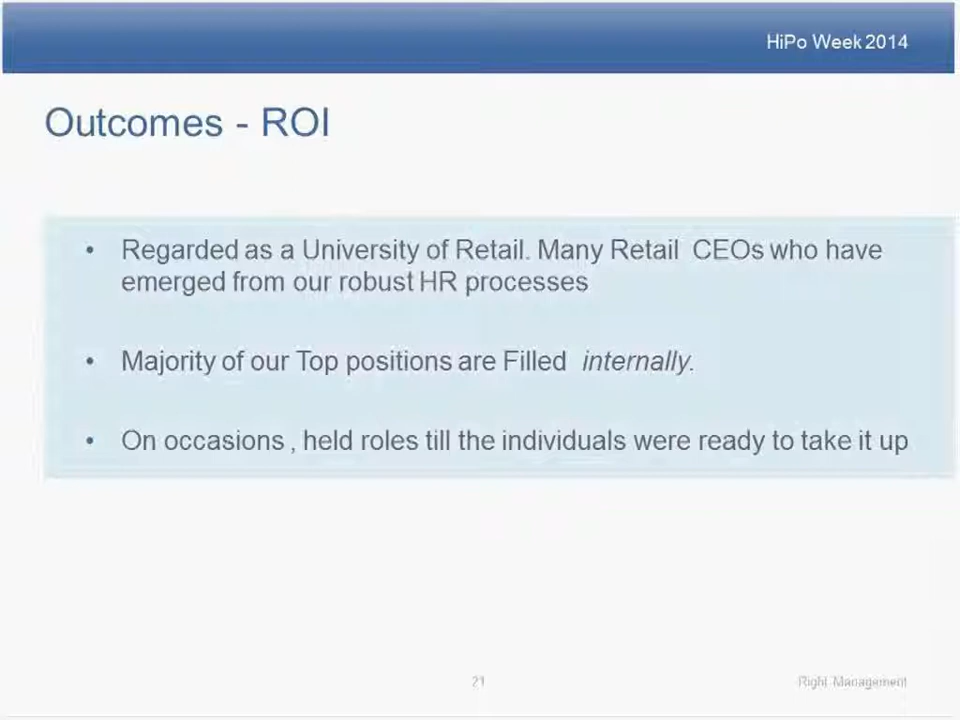 HiPo Week 2014
Outcomes - ROI
• Regarded as a University of Retail. Many Retail CEOs who have
emerged from our robust HR processes
• Majority of our Top positions are Filled internally.
• On occasions , held roles till the individuals were ready to take it up
21
Right Management